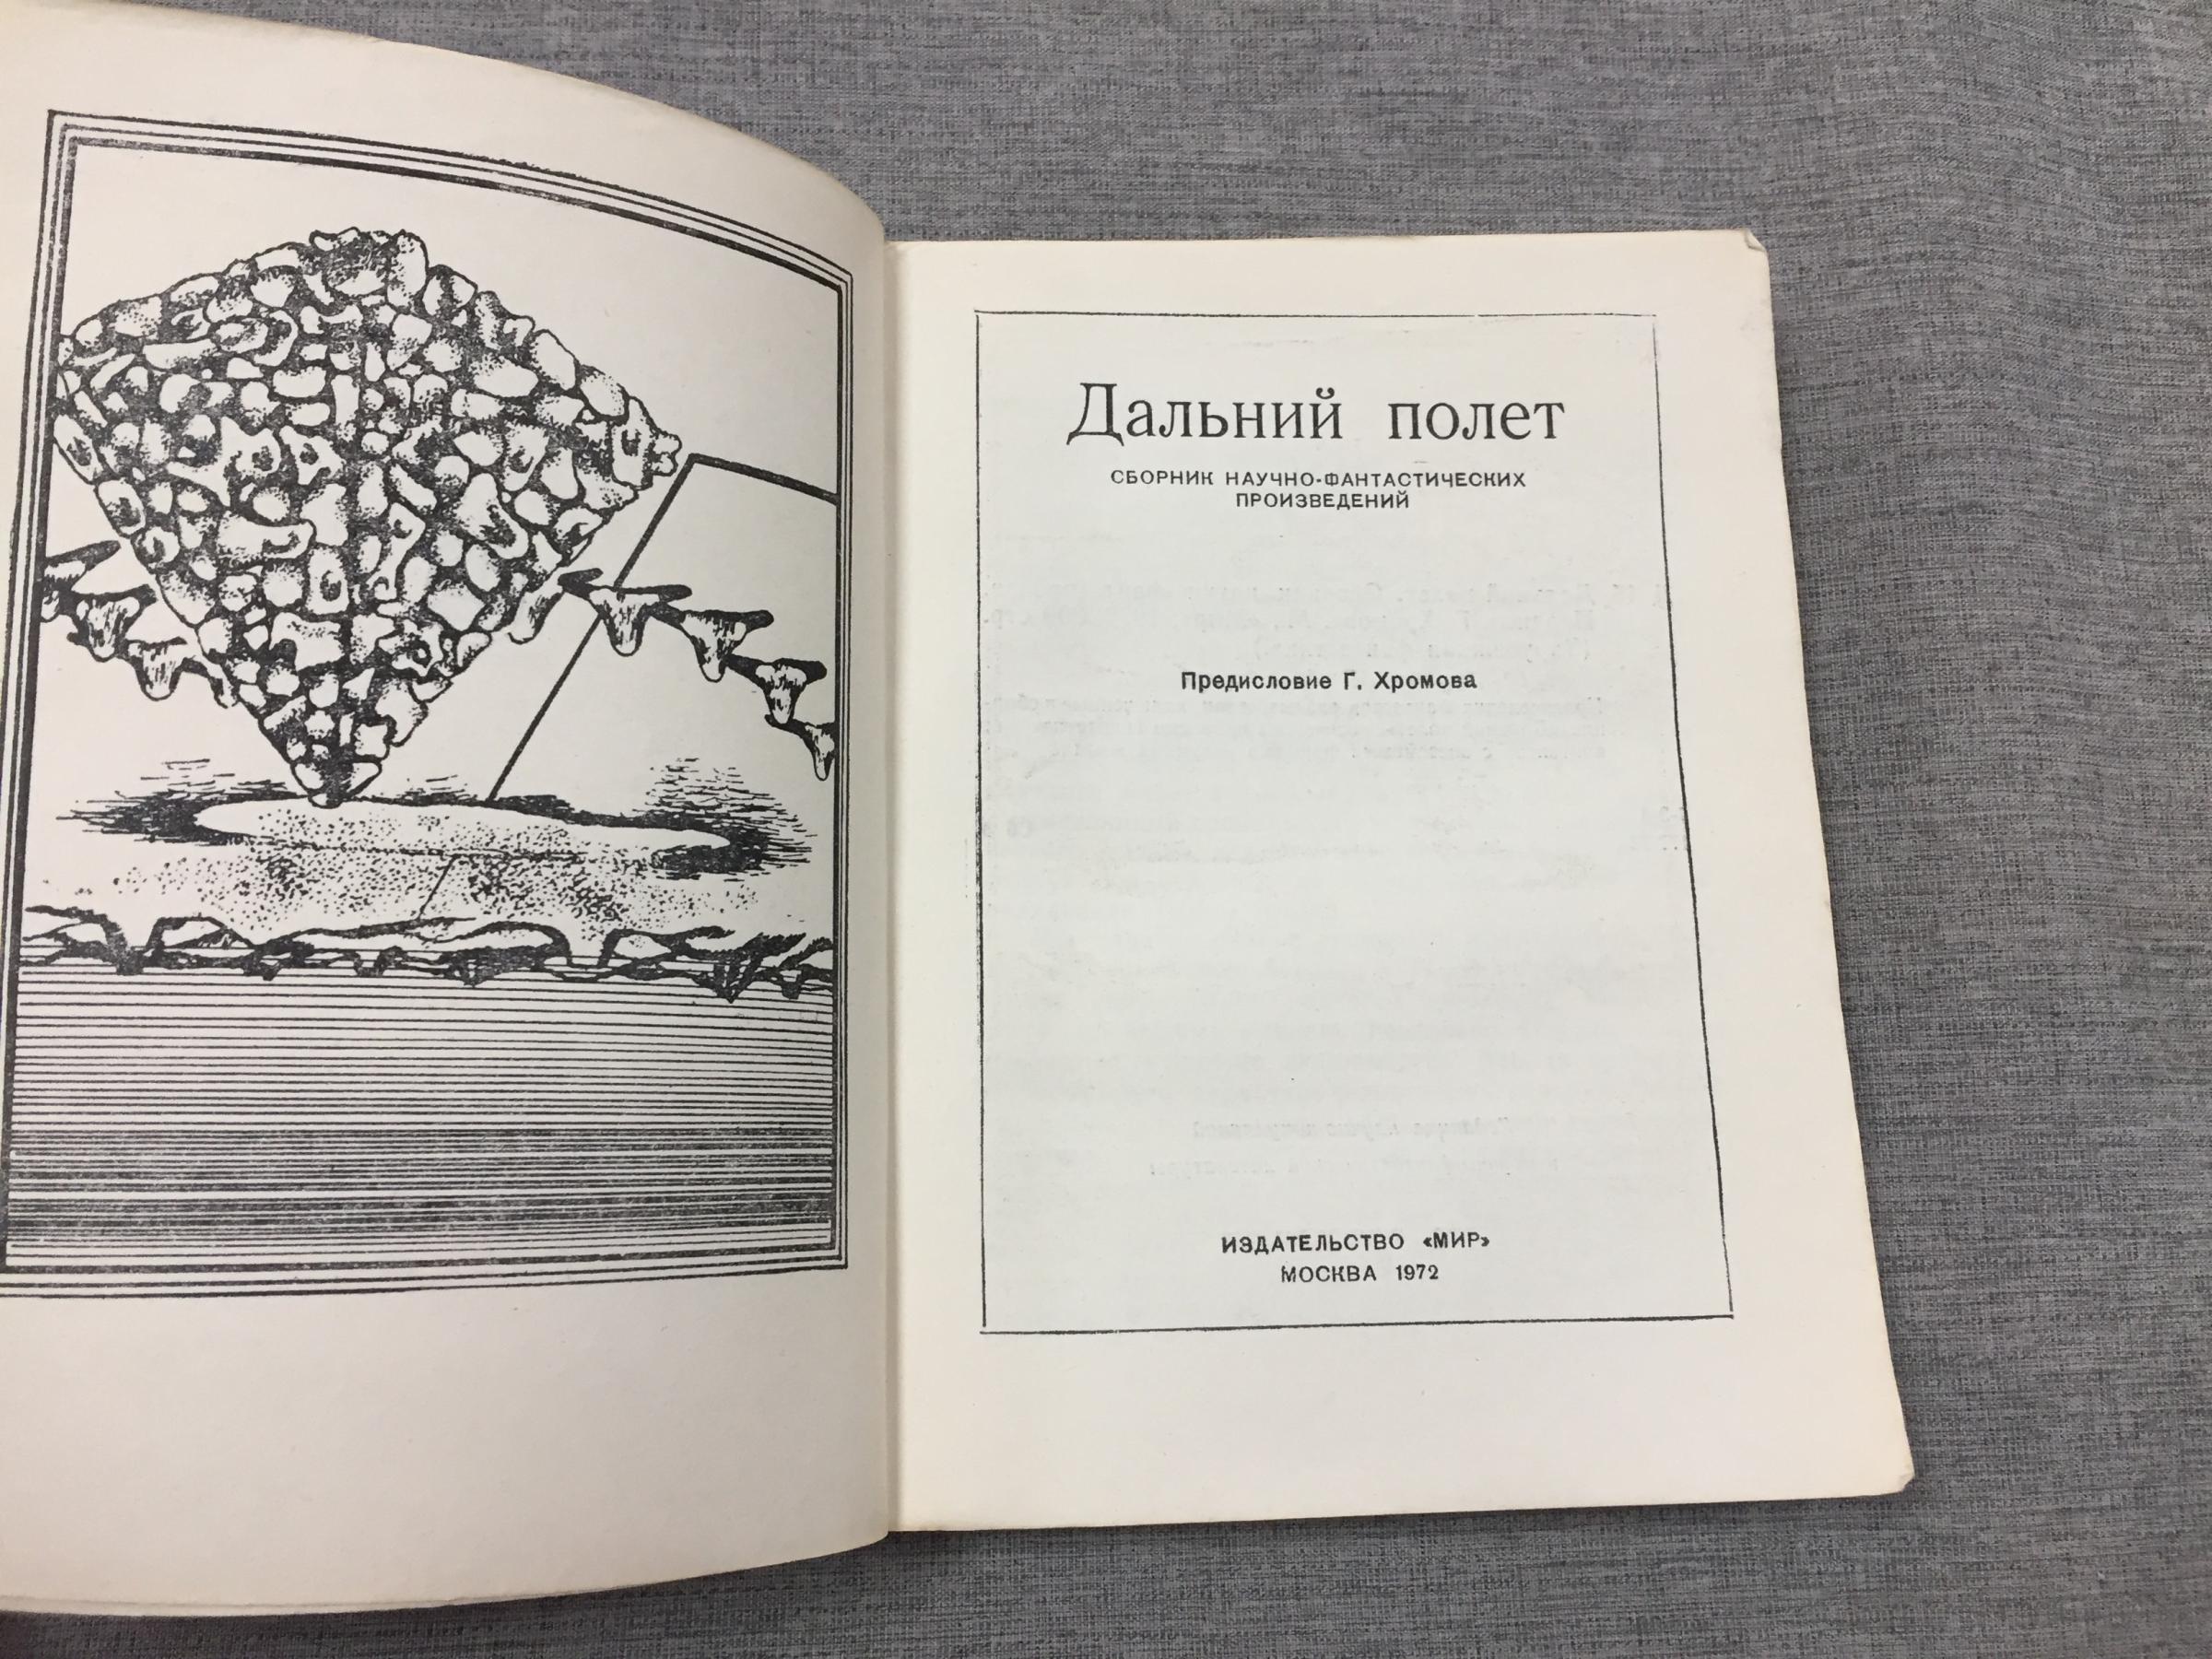 Дальний полет
СБОРНИК НАУЧНО-ФАНТАСТИЧЕСКИХ
ПРОИЗВЕДЕНИЙ
Предисловие Г. Хромова
ИЗДАТЕЛЬСТВО «МИР»
МОСКВА 1972